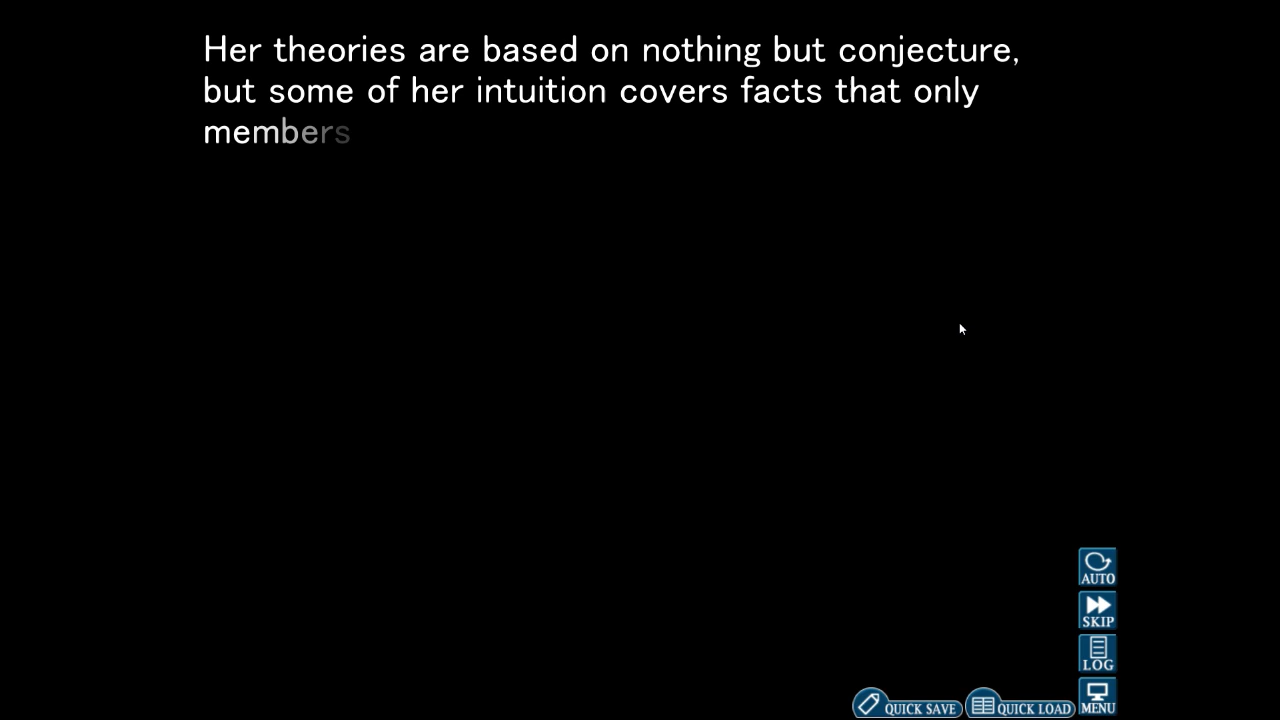 Her theories are based on nothing but conjecture,
but some of her intuition covers facts that only
members
AUTO
SKIP
LOG
MENU
QUICK SAVE
QUICK LOAD